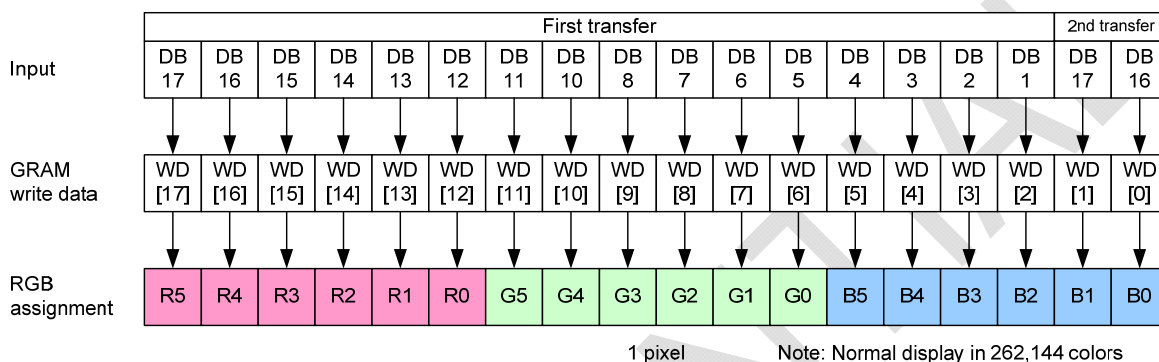 First transfer 2nd transfer
Input DB 17 DB 16 DB 15 DB 14 DB 13 DB 12 DB 11 DB 10 DB 8 DB 7 DB 6 DB 5 DB 4 DB 3 DB 2 DB 1 DB 17 DB 16
GRAM write data WD [17] WD [16] WD [15] WD [14] WD [13] WD [12] WD [11] WD [10] WD [9] WD [8] WD [7] WD [6] WD [5] WD [4] WD [3] WD [2] WD [1] WD [0]
RGB assignment R5 R4 R3 R2 R1 R0 G5 G4 G3 G2 G1 G0 B5 B4 B3 B2 B1 B0
1 pixel Note: Normal display in 262,144 colors